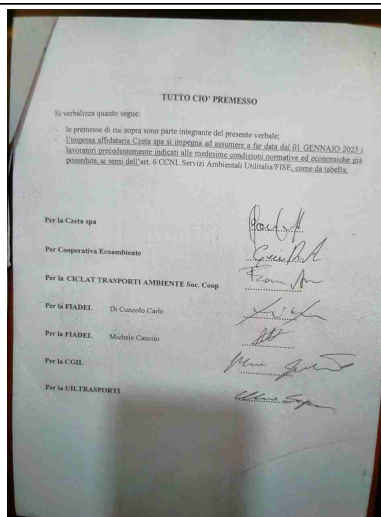 TUTTO CIO' PREMESSO
Si verbalizza quanto segue:
- le premesse di cui sopra sono parte integrante del presente verbale;
- l'impresa affidataria Czeta spa si impegna ad assumere a far data dal 01 GENNAIO 2025 i
lavoratori precedentemente indicati alle medesime condizioni normative ed economiche già
possedute, ai sensi dell'art. 6 CCNL Servizi Ambientali Utilitalia/FISE, come da tabella;
Per la Czeta spa
Per Cooperativa Ecoambiente
Per la CICLAT TRASPORTI AMBIENTE Soc. Coop
Per la FIADEL Di Cunzolo Carlo
Per la FIADEL Michele Cannito
Per la CGIL
Per la UILTRASPORTI